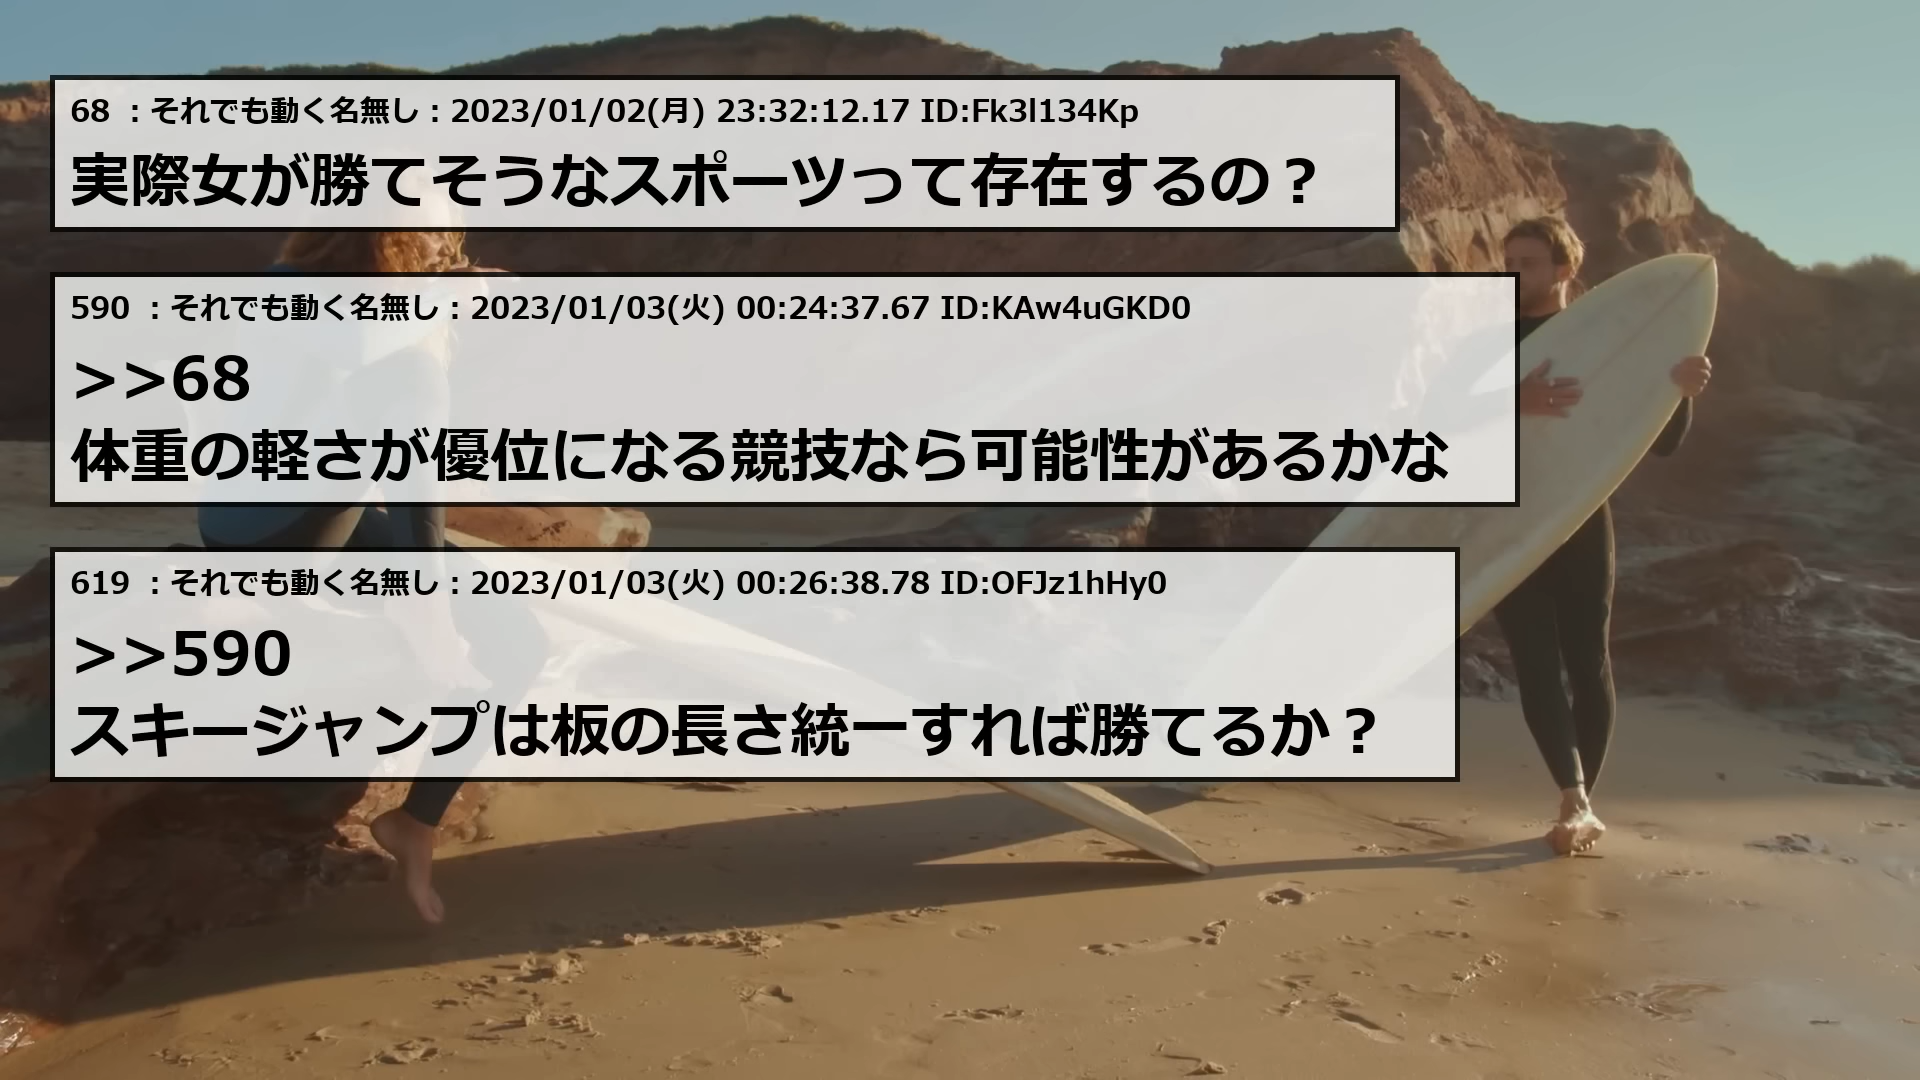 68 ：それでも動く名無し：2023/01/02(月) 23:32:12.17 ID:Fk3l134Kp
実際女が勝てそうなスポーツって存在するの？
590 ：それでも動く名無し：2023/01/03(火) 00:24:37.67 ID:KAw4uGKD0
>>68
体重の軽さが優位になる競技なら可能性があるかな
619 ：それでも動く名無し：2023/01/03(火) 00:26:38.78 ID:OFJz1hHy0
>>590
スキージャンプは板の長さ統一すれば勝てるか？